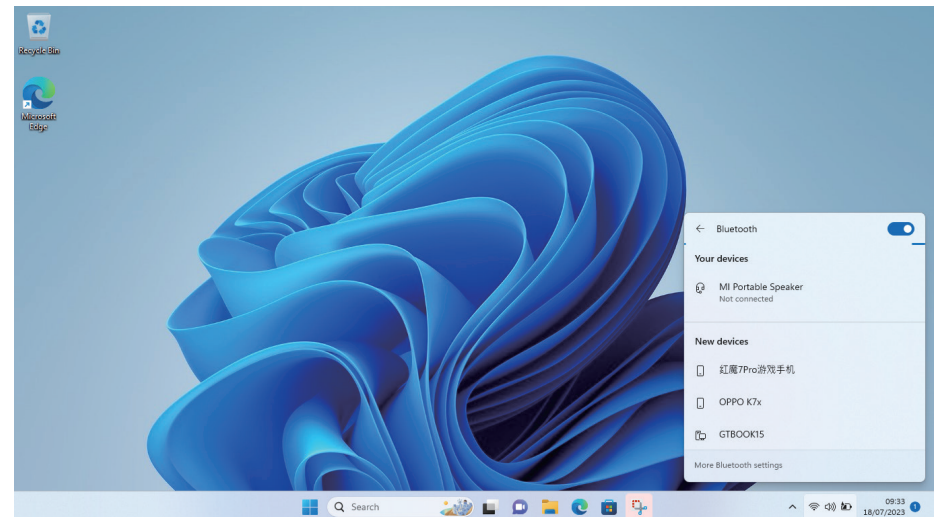 Recycle Bin
Microsoft
Edge
Bluetooth
Your devices
MI Portable Speaker
Not connected
New devices
紅魔7Pro游戏手机
OPPO K7x
GTBOOK15
More Bluetooth settings
Search
09:33
18/07/2023
1